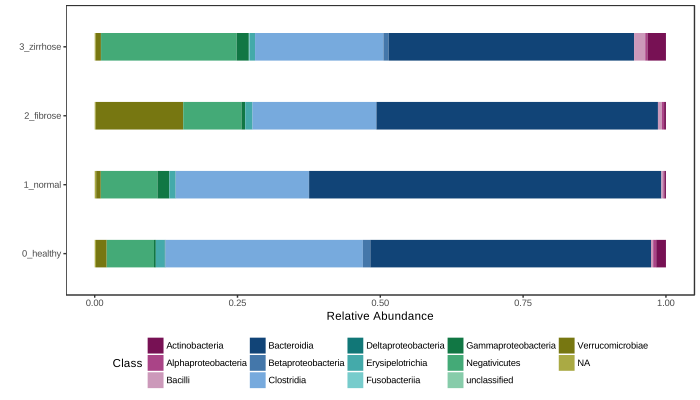 3_zirrhose
2_fibrose
1_normal
0_healthy
0.00 0.25 0.50 0.75 1.00
Relative Abundance
Class
Actinobacteria Bacteroidia Deltaproteobacteria Gammaproteobacteria Verrucomicrobiae
Alphaproteobacteria Betaproteobacteria Erysipelotrichia Negativicutes NA
Bacilli Clostridia Fusobacteriia unclassified